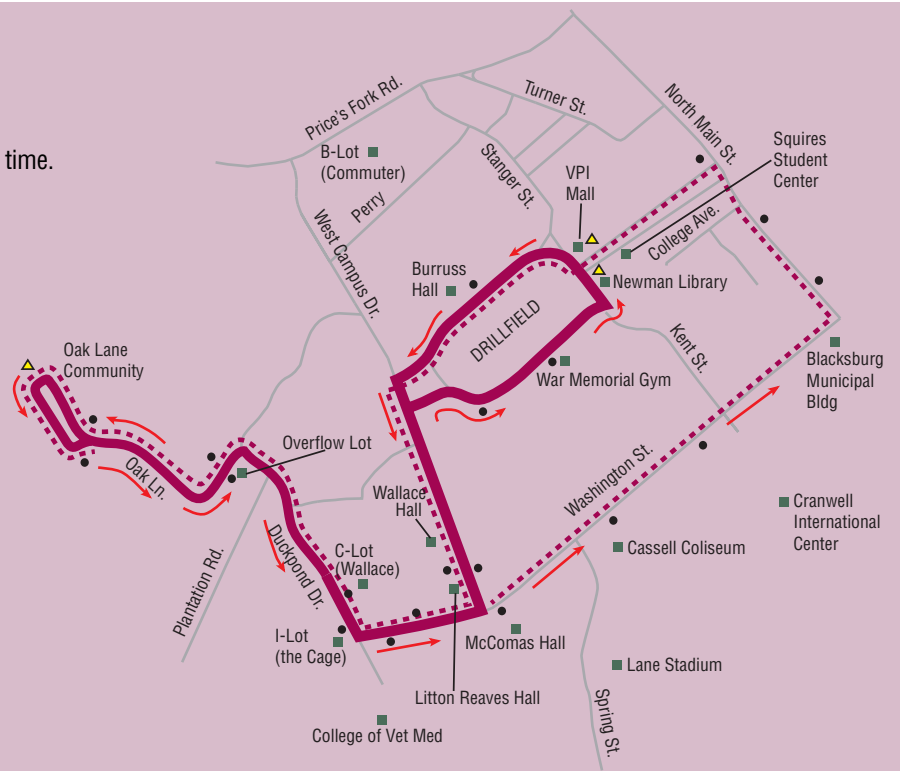 time.
Price's Fork Rd.
Turner St.
North Main St.
Squires
Student
Center
B-Lot
(Commuter)
Perry
Stanger St.
VPI
Mall
West Campus Dr.
College Ave.
Burruss
Hall
Newman Library
DRILLFIELD
Kent St.
Oak Lane
Community
War Memorial Gym
Blacksburg
Municipal
Bldg
Overflow Lot
Oak Ln.
Wallace
Hall
Washington St.
Cranwell
International
Center
Duckpond Dr.
C-Lot
(Wallace)
Cassell Coliseum
Plantation Rd.
I-Lot
(the Cage)
McComas Hall
Lane Stadium
Litton Reaves Hall
Spring St.
College of Vet Med